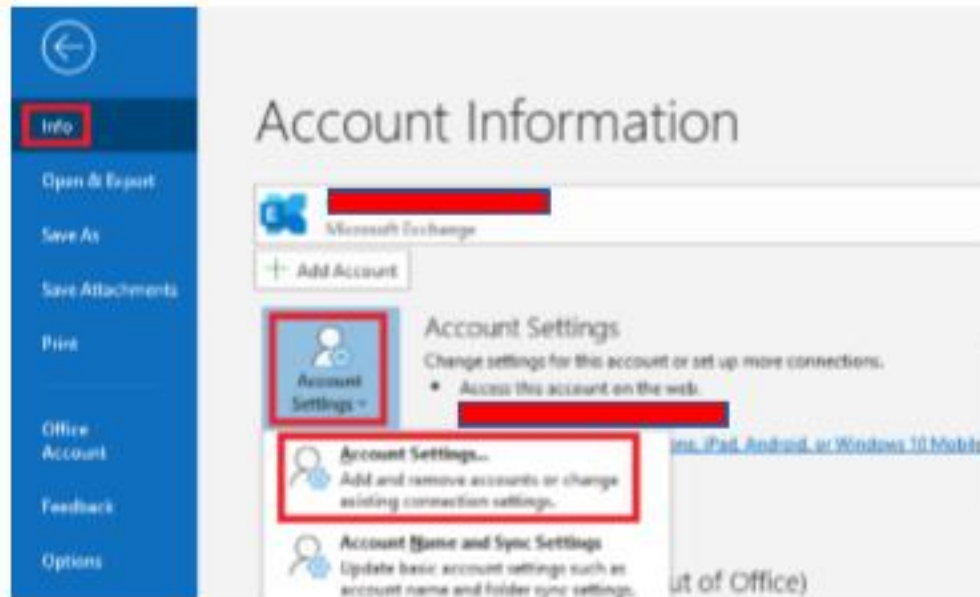 Info
Open & Export
Save As
Save Attachments
Print
Office
Account
Feedback
Options
Account Information
Microsoft Exchange
+ Add Account
Account
Settings
Account Settings
Change settings for this account or set up more connections.
• Access this account on the web.
iPad, Android, or Windows 10 Mobile
Account Settings...
Add and remove accounts or change
existing connection settings.
Account Name and Sync Settings
Update basic account settings such as
account name and folder sync settings.
ut of Office)